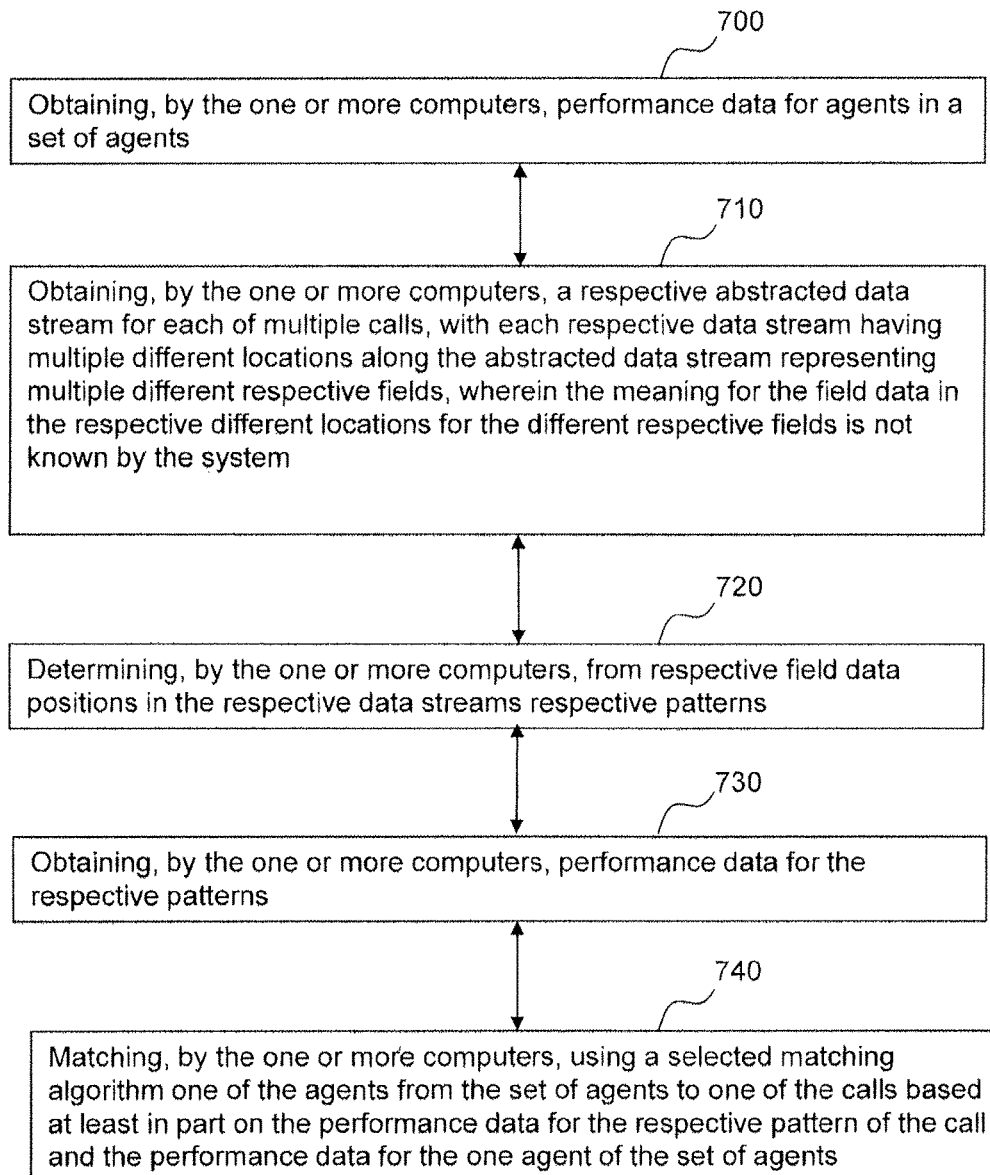 700
Obtaining, by the one or more computers, performance data for agents in a
set of agents
710
Obtaining, by the one or more computers, a respective abstracted data
stream for each of multiple calls, with each respective data stream having
multiple different locations along the abstracted data stream representing
multiple different respective fields, wherein the meaning for the field data in
the respective different locations for the different respective fields is not
known by the system
720
Determining, by the one or more computers, from respective field data
positions in the respective data streams respective patterns
730
Obtaining, by the one or more computers, performance data for the
respective patterns
740
Matching, by the one or more computers, using a selected matching
algorithm one of the agents from the set of agents to one of the calls based
at least in part on the performance data for the respective pattern of the call
and the performance data for the one agent of the set of agents